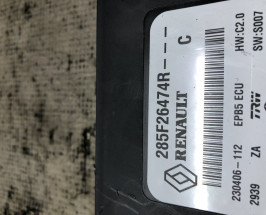 285F26474R---
C
RENAULT
HW:C2.0
SW:S007
EPB5 ECU
TRW
230406-112
2939 ZA